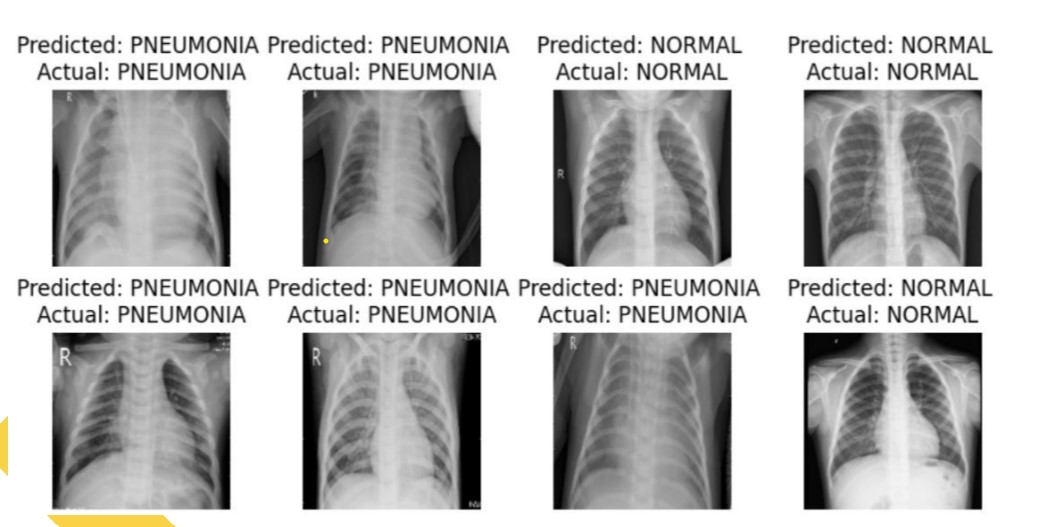 Predicted: PNEUMONIA Predicted: PNEUMONIA Predicted: NORMAL Predicted: NORMAL
Actual: PNEUMONIA Actual: PNEUMONIA Actual: NORMAL Actual: NORMAL
R
R
R
Predicted: PNEUMONIA Predicted: PNEUMONIA Predicted: PNEUMONIA Predicted: NORMAL
Actual: PNEUMONIA Actual: PNEUMONIA Actual: PNEUMONIA Actual: NORMAL
R R R